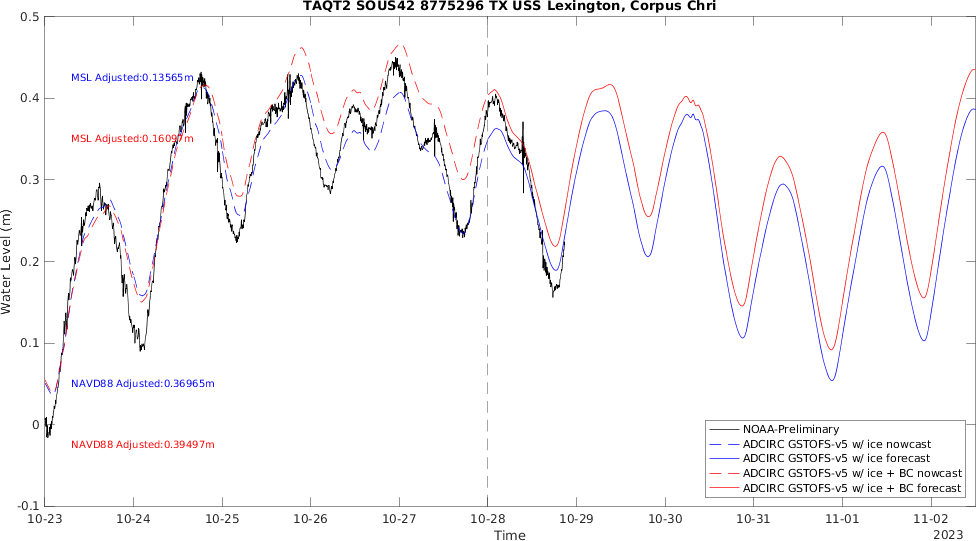 TAQT2 SOUS42 8775296 TX USS Lexington, Corpus Chri
0.5
0.4
0.3
0.2
0.1
0
-0.1
Water Level (m)
MSL Adjusted:0.13565m
MSL Adjusted:0.16097m
NAVD88 Adjusted:0.36965m
NAVD88 Adjusted:0.39497m
NOAA-Preliminary
ADCIRC GSTOFS-v5 w/ ice nowcast
ADCIRC GSTOFS-v5 w/ ice forecast
ADCIRC GSTOFS-v5 w/ ice + BC nowcast
ADCIRC GSTOFS-v5 w/ ice + BC forecast
10-23 10-24 10-25 10-26 10-27 10-28 10-29 10-30 10-31 11-01 11-02
Time
2023